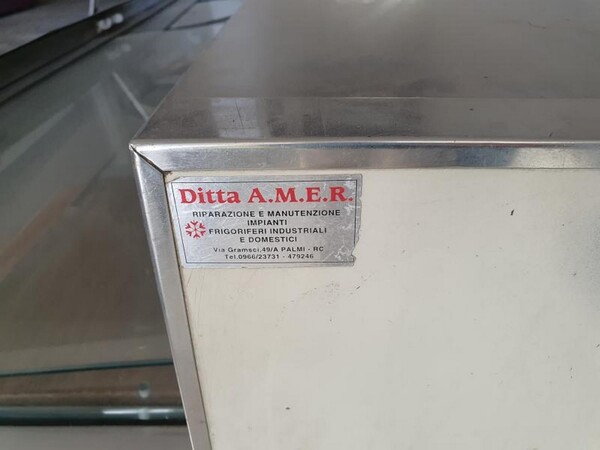 Ditta A.M.E.R.
RIPARAZIONE E MANUTENZIONE
IMPIANTI
FRIGORIFERI INDUSTRIALI
E DOMESTICI
Via Gramsci,49/A PALMI - RC
Tel.0966/23731 - 479246